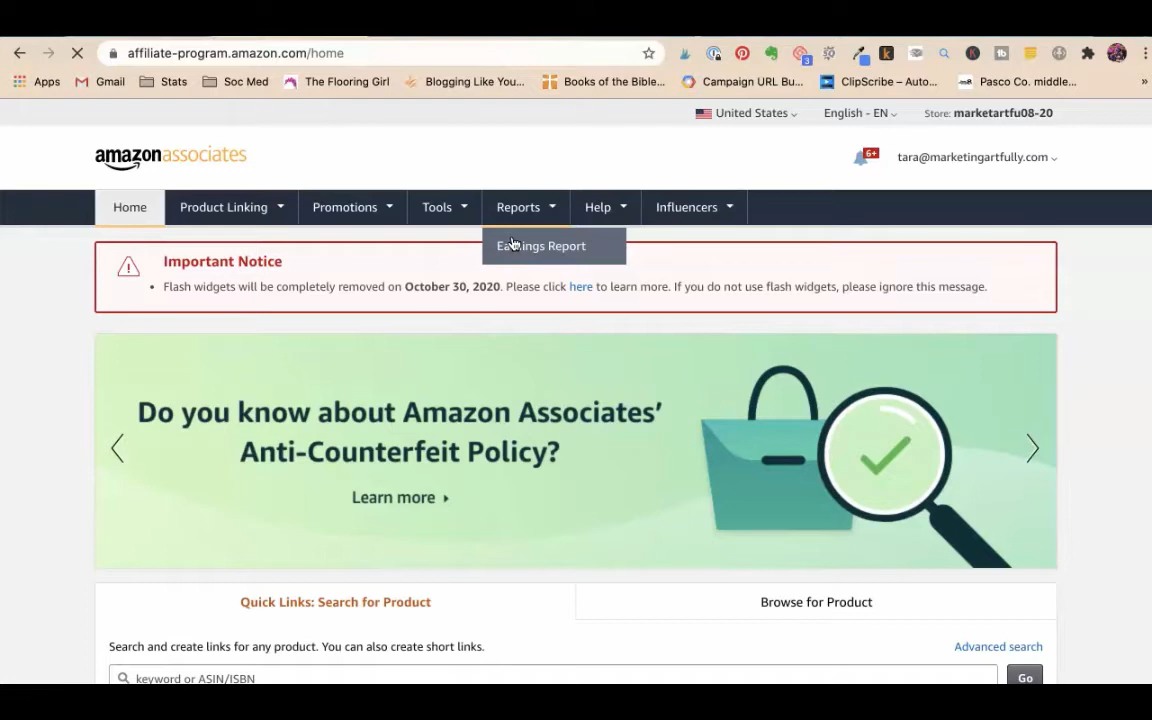 affiliate-program.amazon.com/home
3
Apps Gmail Stats Soc Med The Flooring Girl Blogging Like You... Books of the Bible... Campaign URL Bu... ClipScribe – Auto... Pasco Co. middle... »
United States English - EN Store: marketartfu08-20
amazonassociates 6+ tara@marketingartfully.com
Home Product Linking Promotions Tools Reports Help Influencers
Earnings Report
Important Notice
• Flash widgets will be completely removed on October 30, 2020. Please click here to learn more. If you do not use flash widgets, please ignore this message.
Do you know about Amazon Associates’
Anti-Counterfeit Policy?
Learn more
Quick Links: Search for Product Browse for Product
Search and create links for any product. You can also create short links. Advanced search
keyword or ASIN/ISBN Go